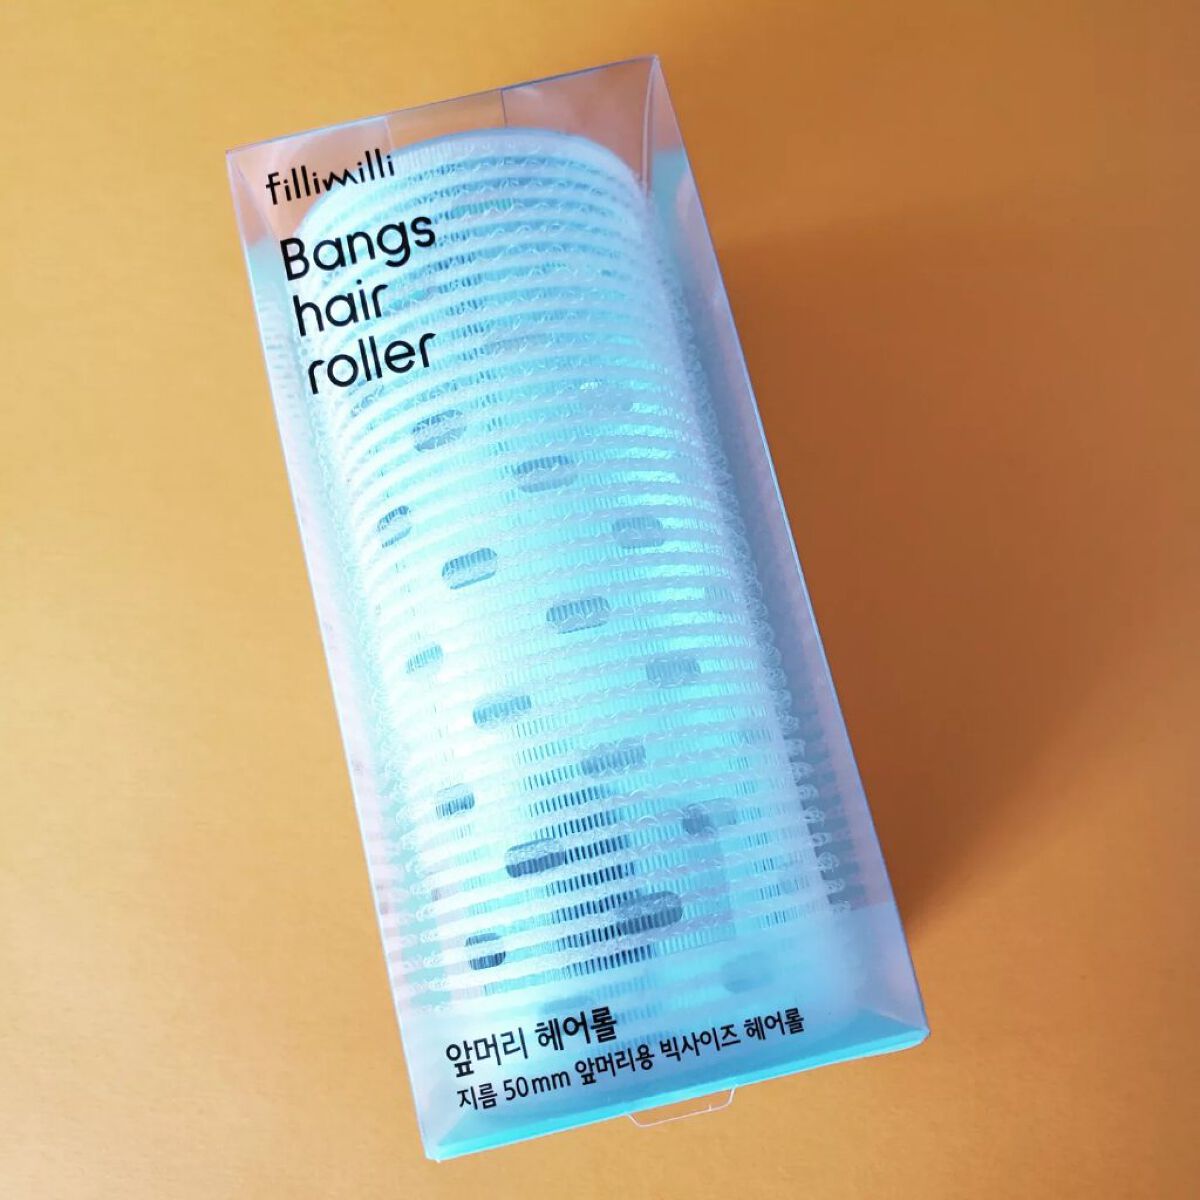 fillimilli
Bangs
hair
roller
앞머리 헤어롤
지름 50mm 앞머리용 빅사이즈 헤어롤